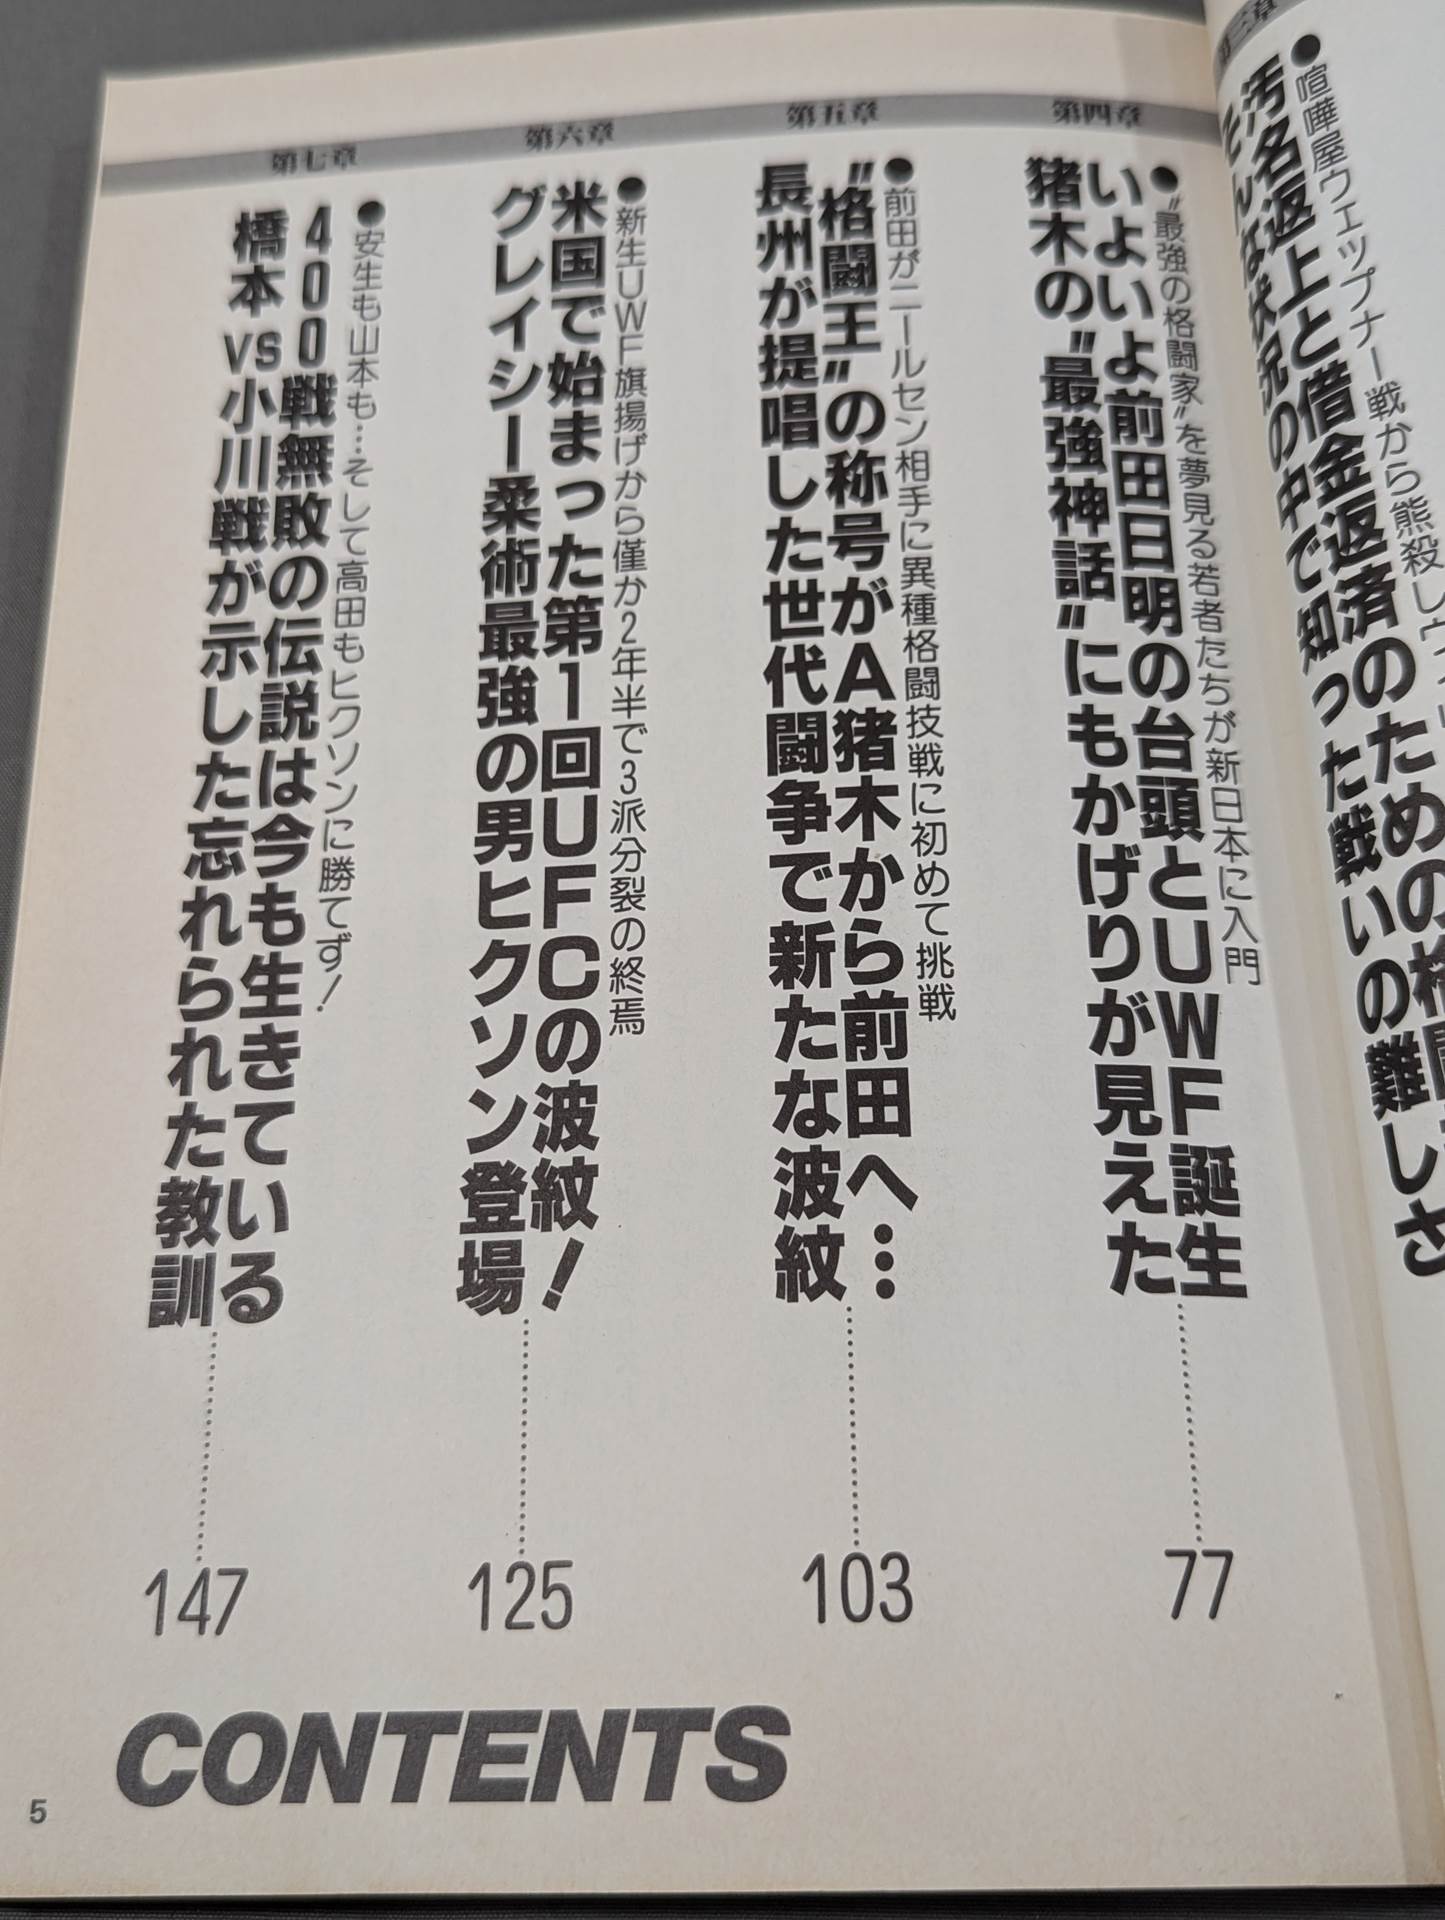 第三章
●喧嘩屋ウェップナー戦から熊殺し
汚名返上と借金返済のための格闘
そんな状況の中で知った戦いの難しさ
第四章
●〝最強の格闘家〟を夢見る若者たちが新日本に入門
いよいよ前田日明の台頭とUWF誕生
猪木の〝最強神話〟にもかげりが見えた
77
第五章
●前田がニールセン相手に異種格闘技戦に初めて挑戦
〝格闘王〟の称号がA猪木から前田へ…
長州が提唱した世代闘争で新たな波紋
103
第六章
●新生UWF旗揚げから僅か2年半で3派分裂の終焉
米国で始まった第1回UFCの波紋!
グレイシー柔術最強の男ヒクソン登場
125
第七章
●安生も山本も…そして高田もヒクソンに勝てず!
400戦無敗の伝説は今も生きている
橋本vs小川戦が示した忘れられた教訓
147
CONTENTS
5